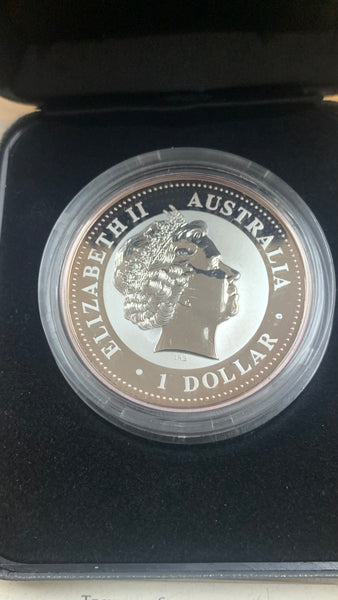 ELIZABETH II
AUSTRALIA
1 DOLLAR
IRB